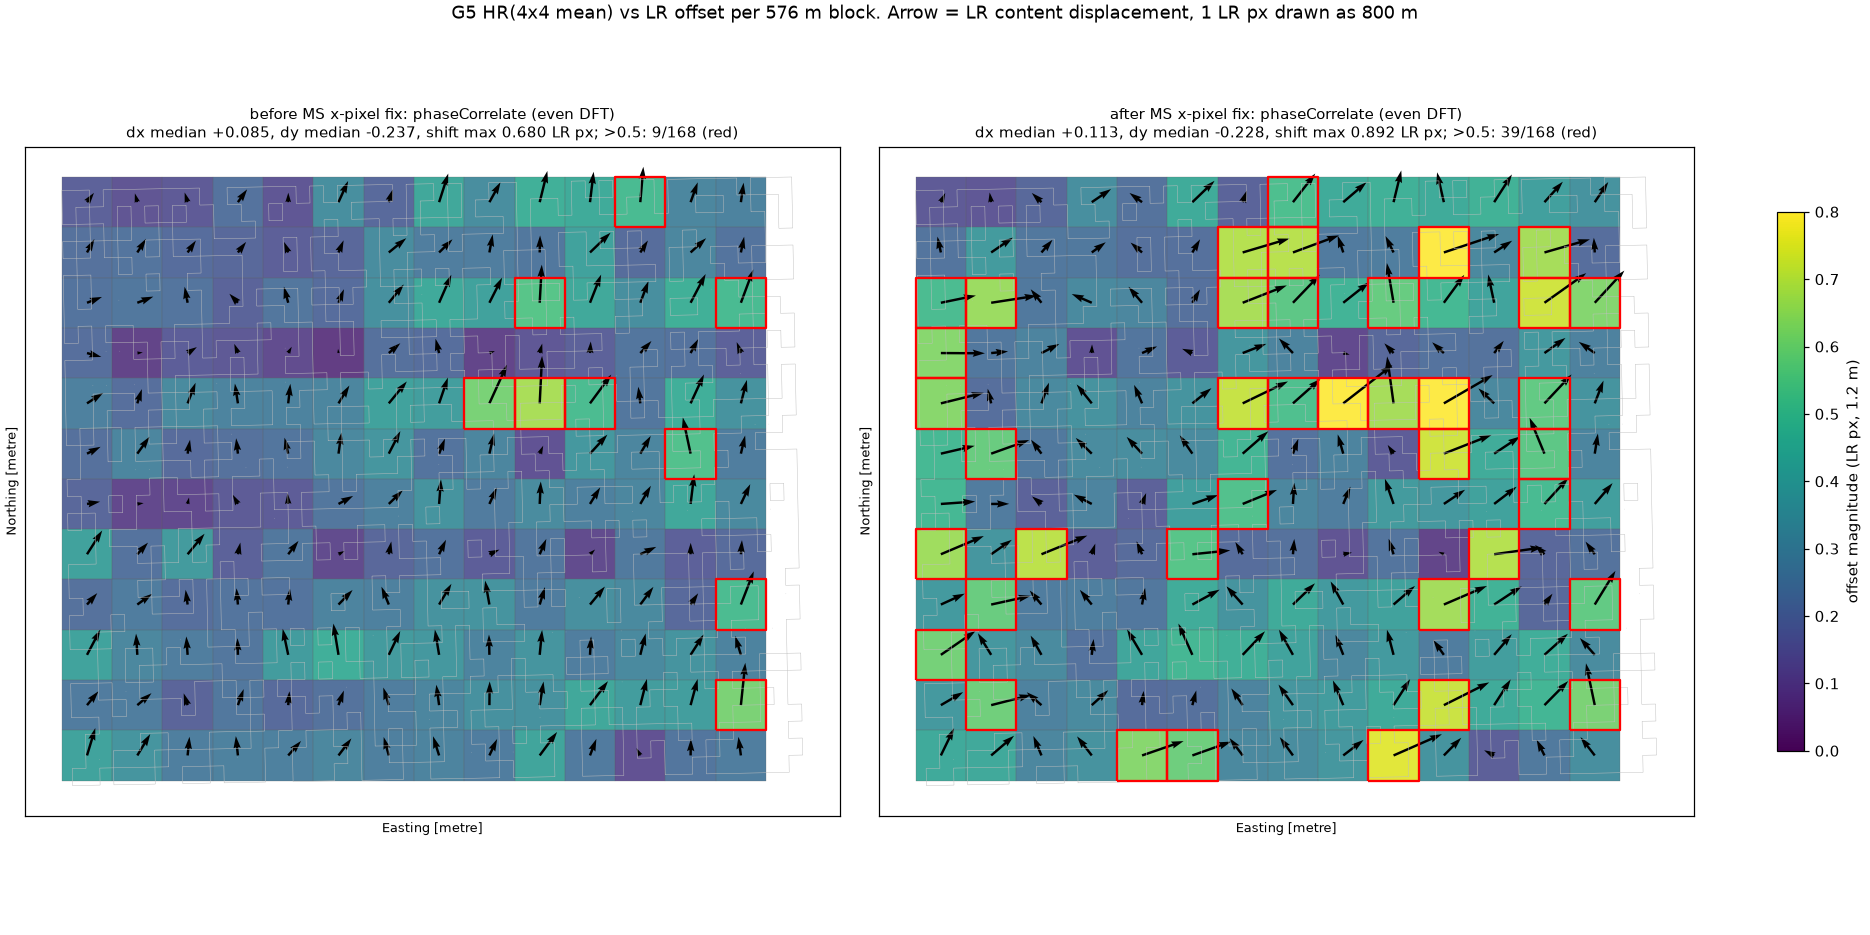 G5 HR(4x4 mean) vs LR offset per 576 m block. Arrow = LR content displacement, 1 LR px drawn as 800 m
before MS x-pixel fix: phaseCorrelate (even DFT)
dx median +0.085, dy median -0.237, shift max 0.680 LR px; >0.5: 9/168 (red)
Northing [metre]
Easting [metre]
after MS x-pixel fix: phaseCorrelate (even DFT)
dx median +0.113, dy median -0.228, shift max 0.892 LR px; >0.5: 39/168 (red)
Northing [metre]
Easting [metre]
0.8
0.7
0.6
0.5
0.4
0.3
0.2
0.1
0.0
offset magnitude (LR px, 1.2 m)